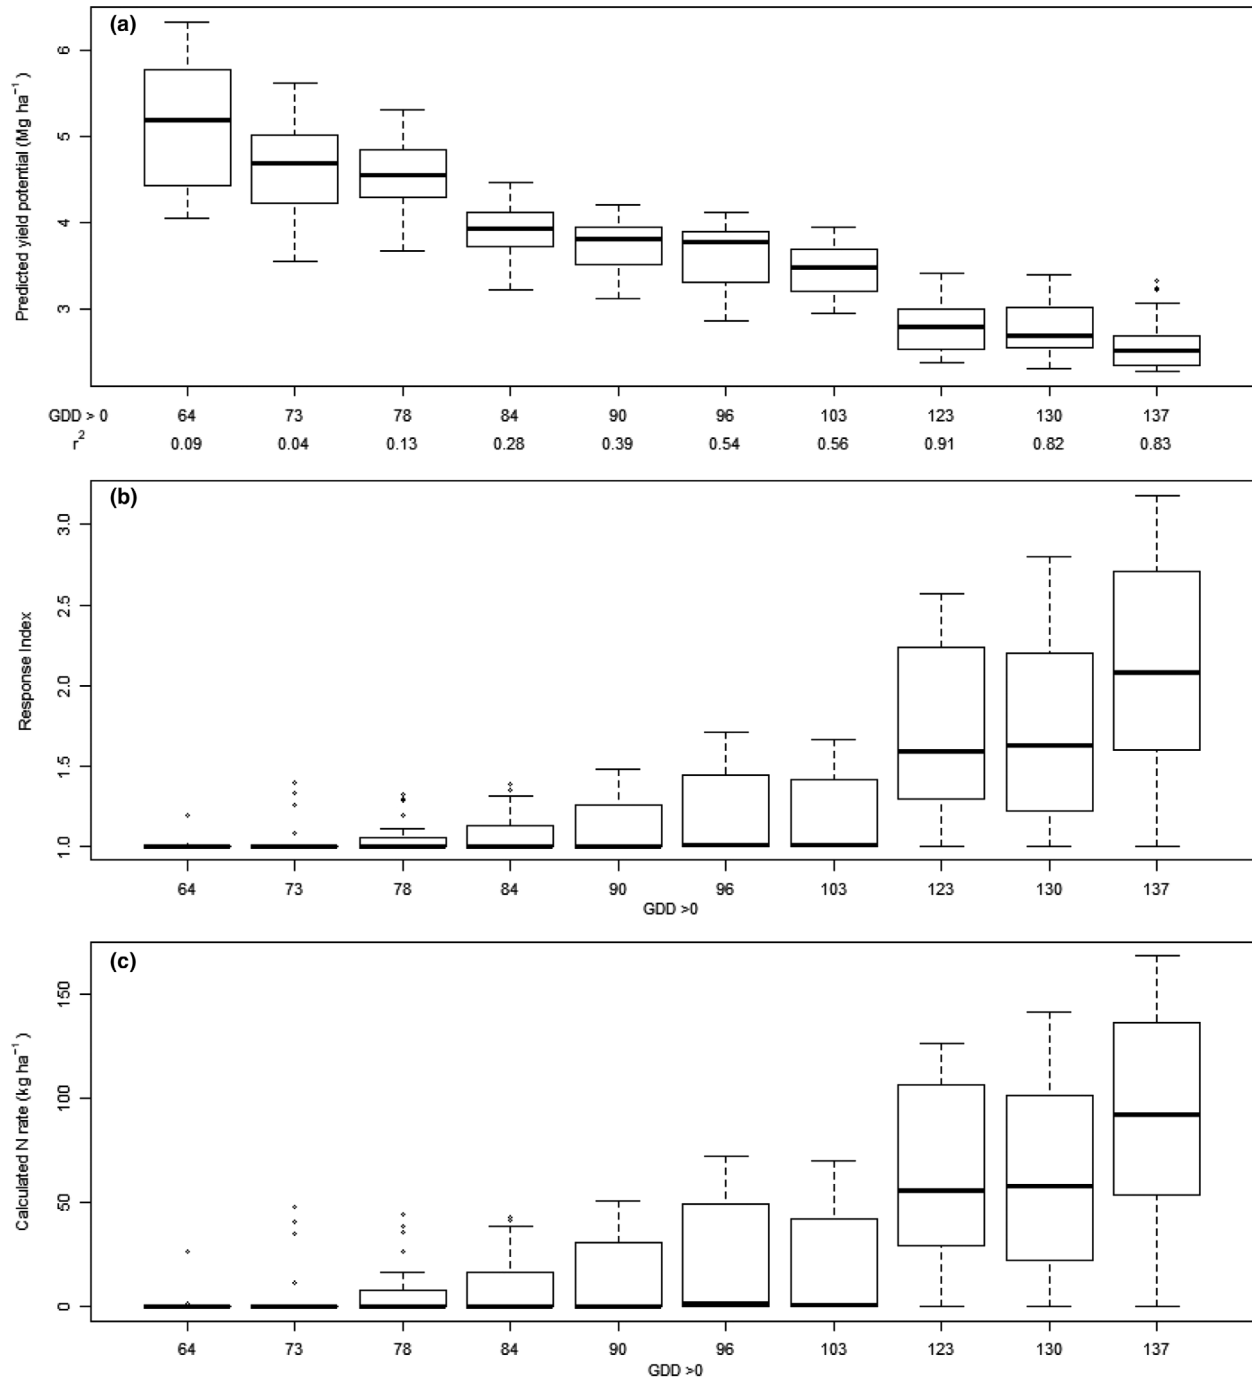 (a)
Predicted yield potential (Mg ha⁻¹ )
6
5
4
3
GDD > 0 64 73 78 84 90 96 103 123 130 137
r² 0.09 0.04 0.13 0.28 0.39 0.54 0.56 0.91 0.82 0.83
(b)
Response Index
3.0
2.5
2.0
1.5
1.0
64 73 78 84 90 96 103 123 130 137
GDD >0
(c)
Calculated N rate (kg ha⁻¹ )
150
100
50
0
64 73 78 84 90 96 103 123 130 137
GDD >0